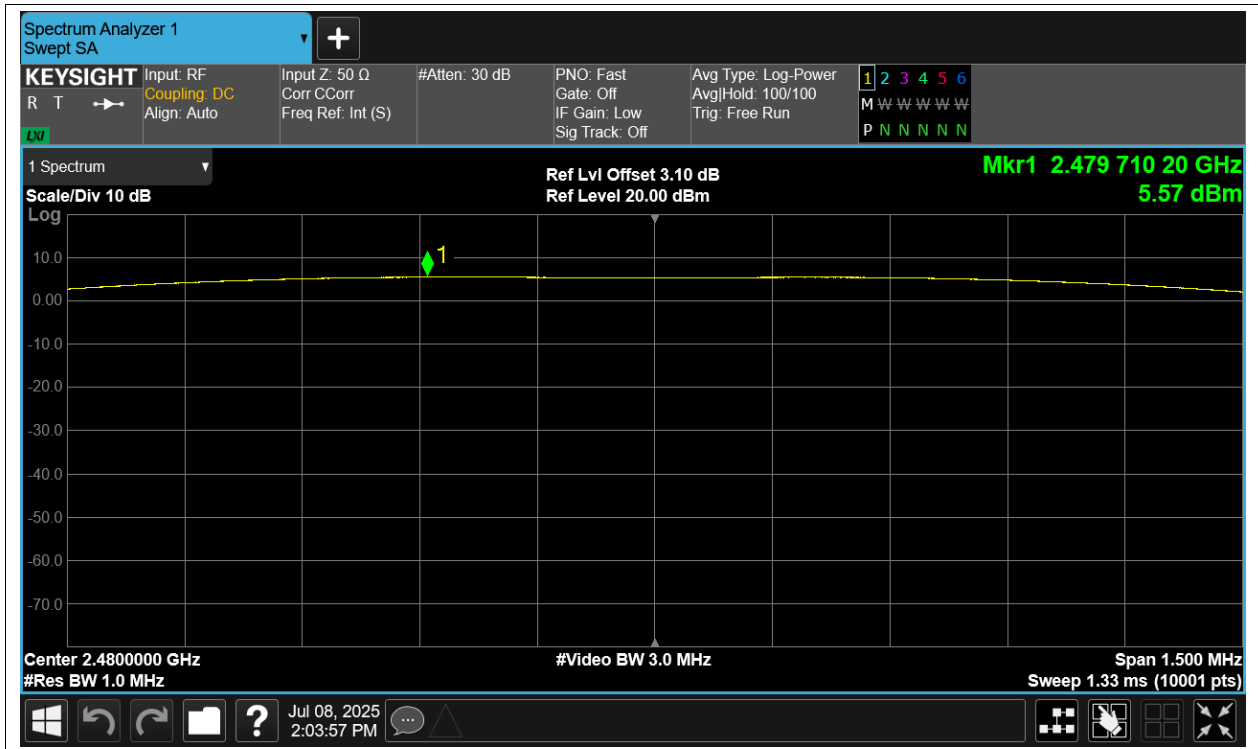 Spectrum Analyzer 1
Swept SA
KEYSIGHT
R T
LXI
Input: RF
Coupling: DC
Align: Auto
Input Z: 50 Ω
Corr CCorr
Freq Ref: Int (S)
#Atten: 30 dB
PNO: Fast
Gate: Off
IF Gain: Low
Sig Track: Off
Avg Type: Log-Power
Avg|Hold: 100/100
Trig: Free Run
1 2 3 4 5 6
M W W W W W
P N N N N N
1 Spectrum
Scale/Div 10 dB
Log
Ref Lvl Offset 3.10 dB
Ref Level 20.00 dBm
Mkr1 2.479 710 20 GHz
5.57 dBm
1
10.0
0.00
-10.0
-20.0
-30.0
-40.0
-50.0
-60.0
-70.0
Center 2.4800000 GHz
#Res BW 1.0 MHz
#Video BW 3.0 MHz
Span 1.500 MHz
Sweep 1.33 ms (10001 pts)
?
Jul 08, 2025
2:03:57 PM